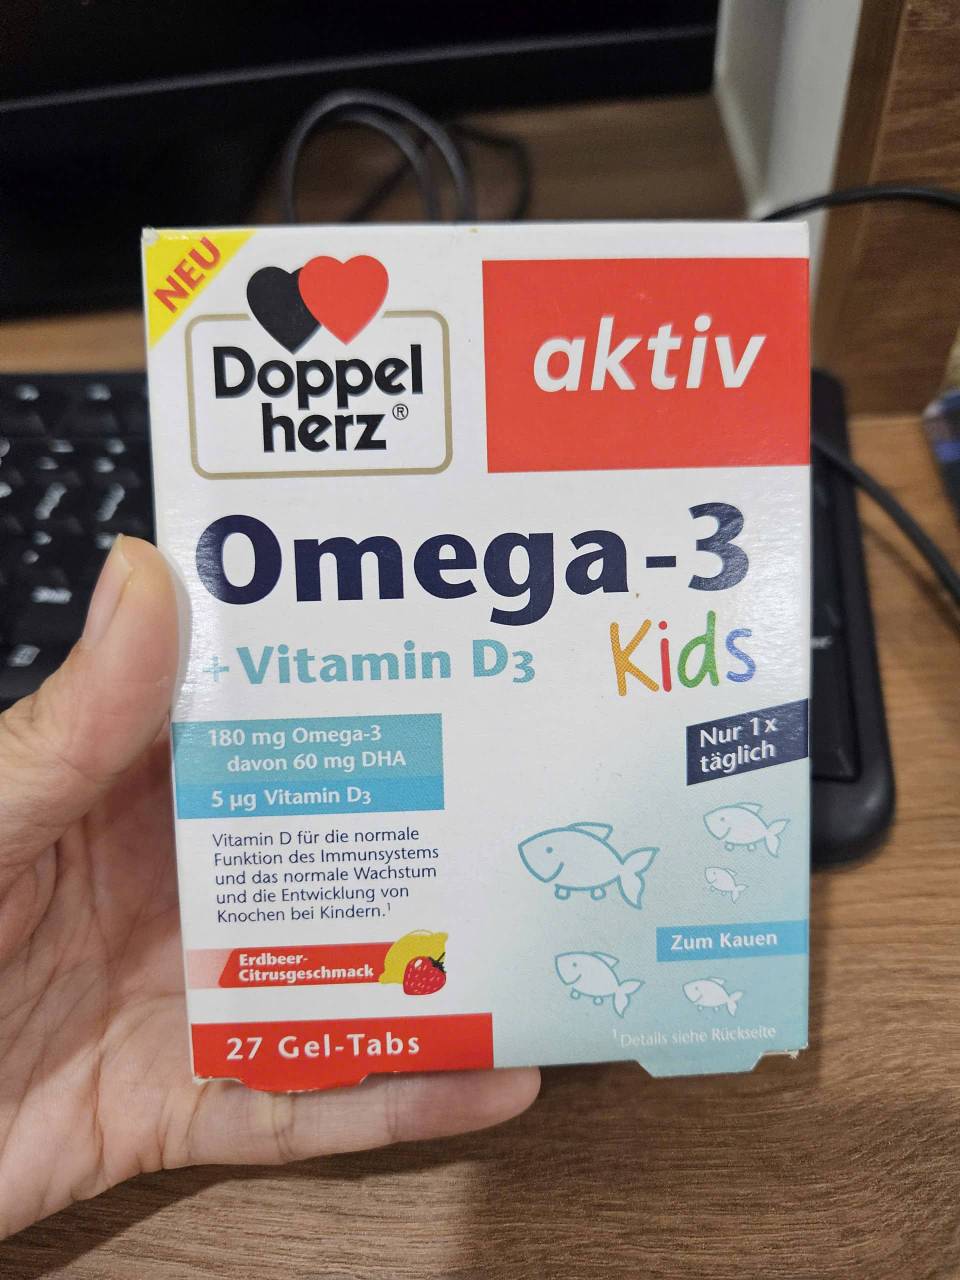 NEU
Doppel
herz®
aktiv
Omega-3
Kids
+ Vitamin D3
180 mg Omega-3
davon 60 mg DHA
5 µg Vitamin D3
Nur 1x
täglich
Vitamin D für die normale
Funktion des Immunsystems
und das normale Wachstum
und die Entwicklung von
Knochen bei Kindern.¹
Erdbeer-
Citrusgeschmack
Zum Kauen
27 Gel-Tabs
¹Details siehe Rückseite